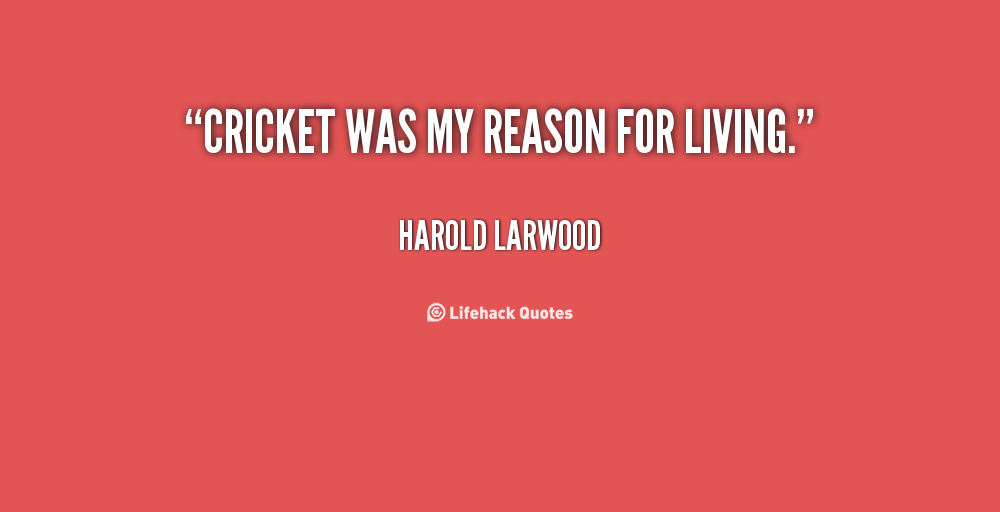 “CRICKET WAS MY REASON FOR LIVING.”
HAROLD LARWOOD
Lifehack Quotes